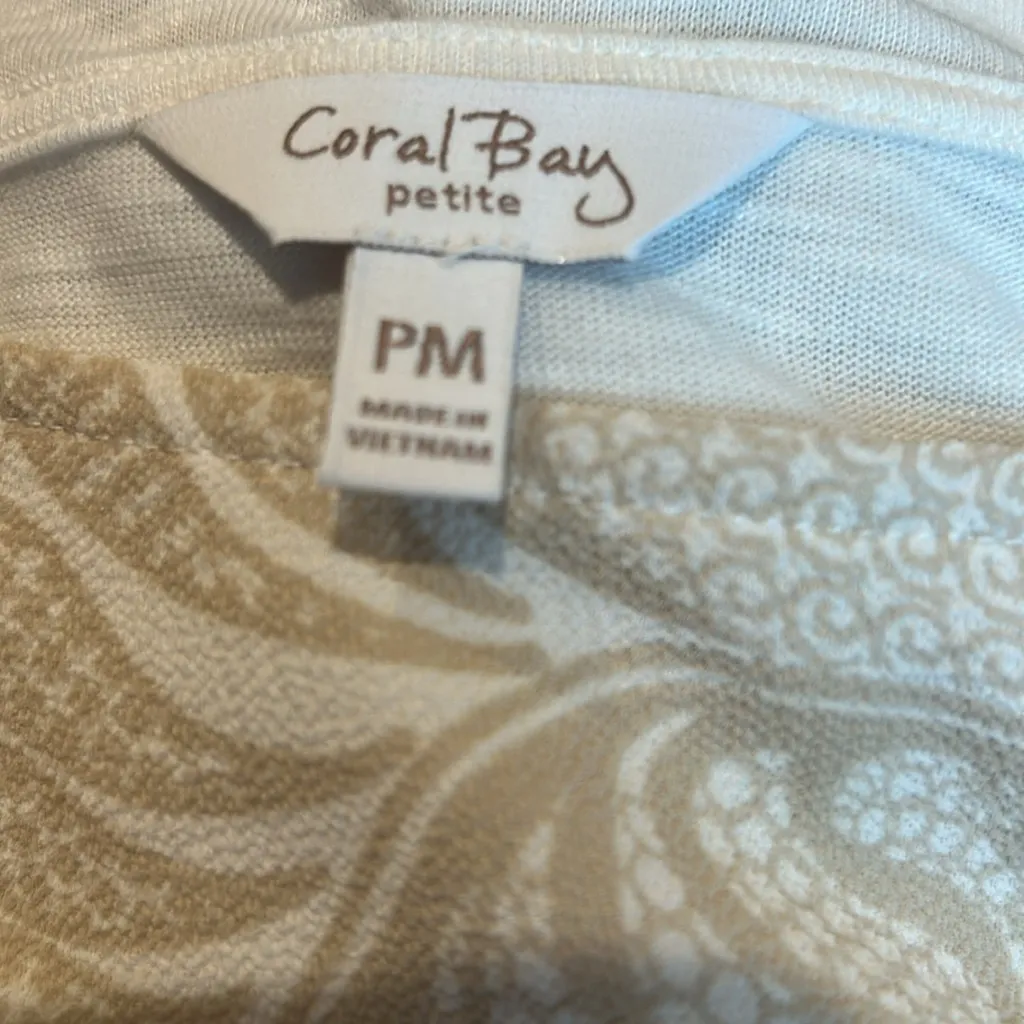 Coral Bay
petite
PM
MADE IN
VIETNAM